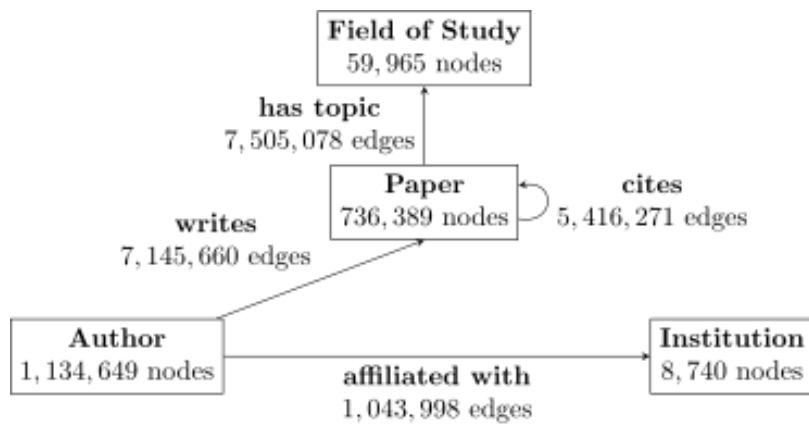 Field of Study
59, 965 nodes
has topic
7, 505, 078 edges
Paper
736, 389 nodes
cites
5, 416, 271 edges
writes
7, 145, 660 edges
Author
1, 134, 649 nodes
Institution
8, 740 nodes
affiliated with
1, 043, 998 edges